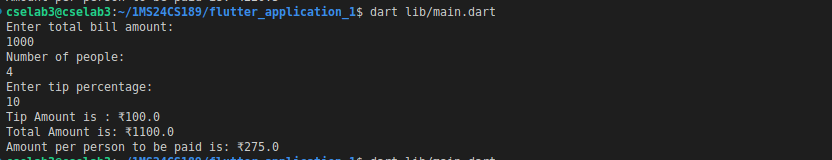 cselab3@cselab3:~/1MS24CS189/flutter_application_1$ dart lib/main.dart
Enter total bill amount:
1000
Number of people:
4
Enter tip percentage:
10
Tip Amount is : ₹100.0
Total Amount is: ₹1100.0
Amount per person to be paid is: ₹275.0
cselab3@cselab3:~/1MS24CS189/flutter_application_1$ dart lib/main.dart